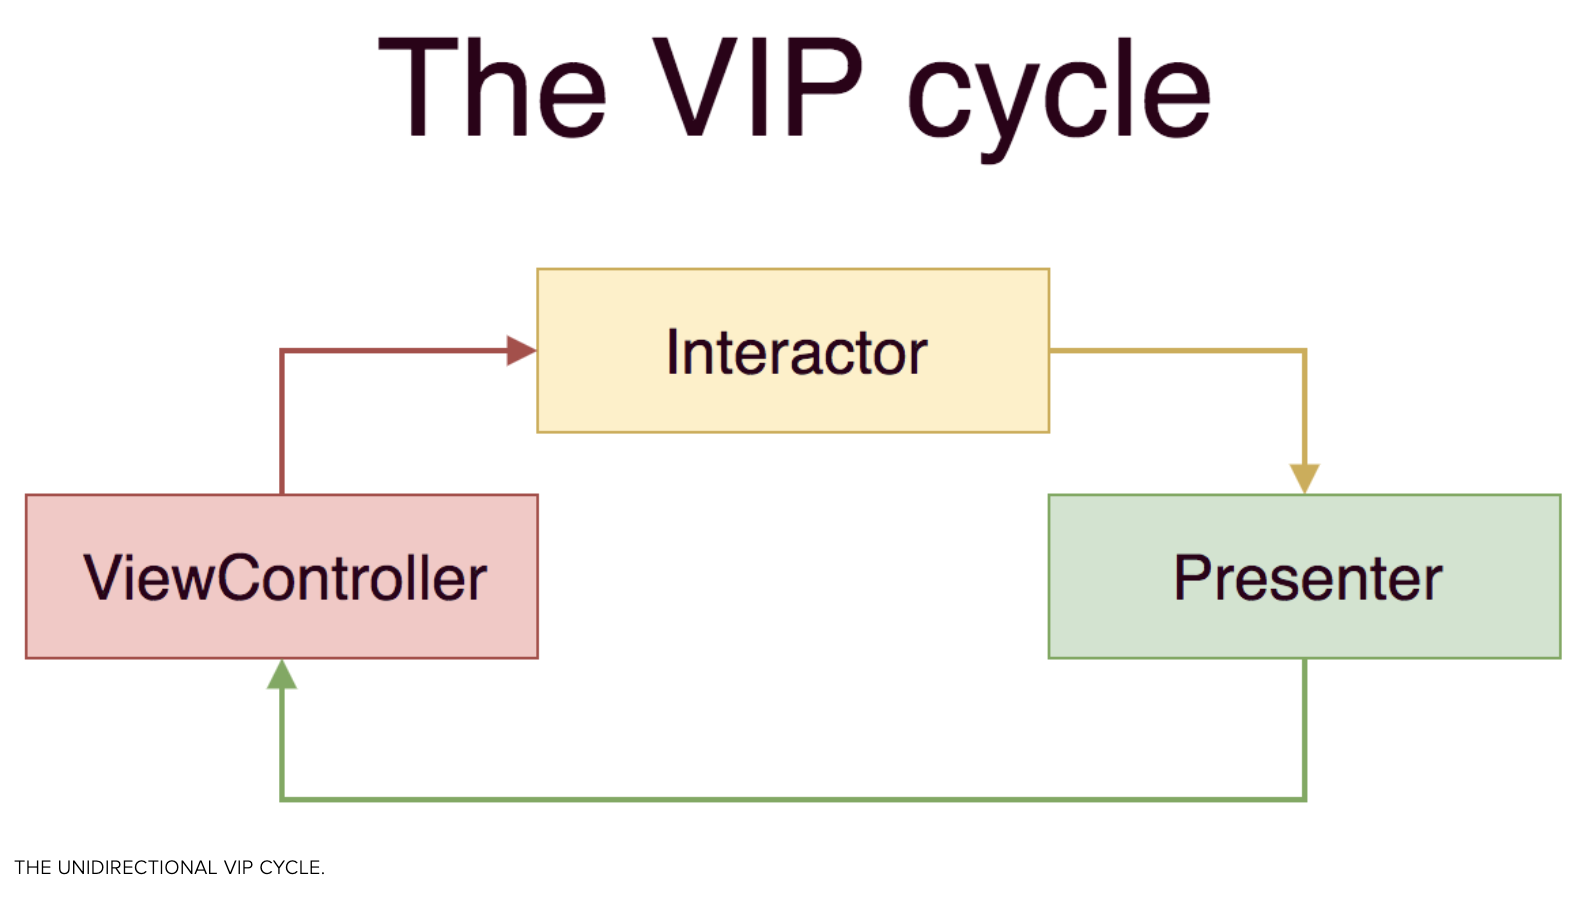 The VIP cycle
Interactor
ViewController
Presenter
THE UNIDIRECTIONAL VIP CYCLE.